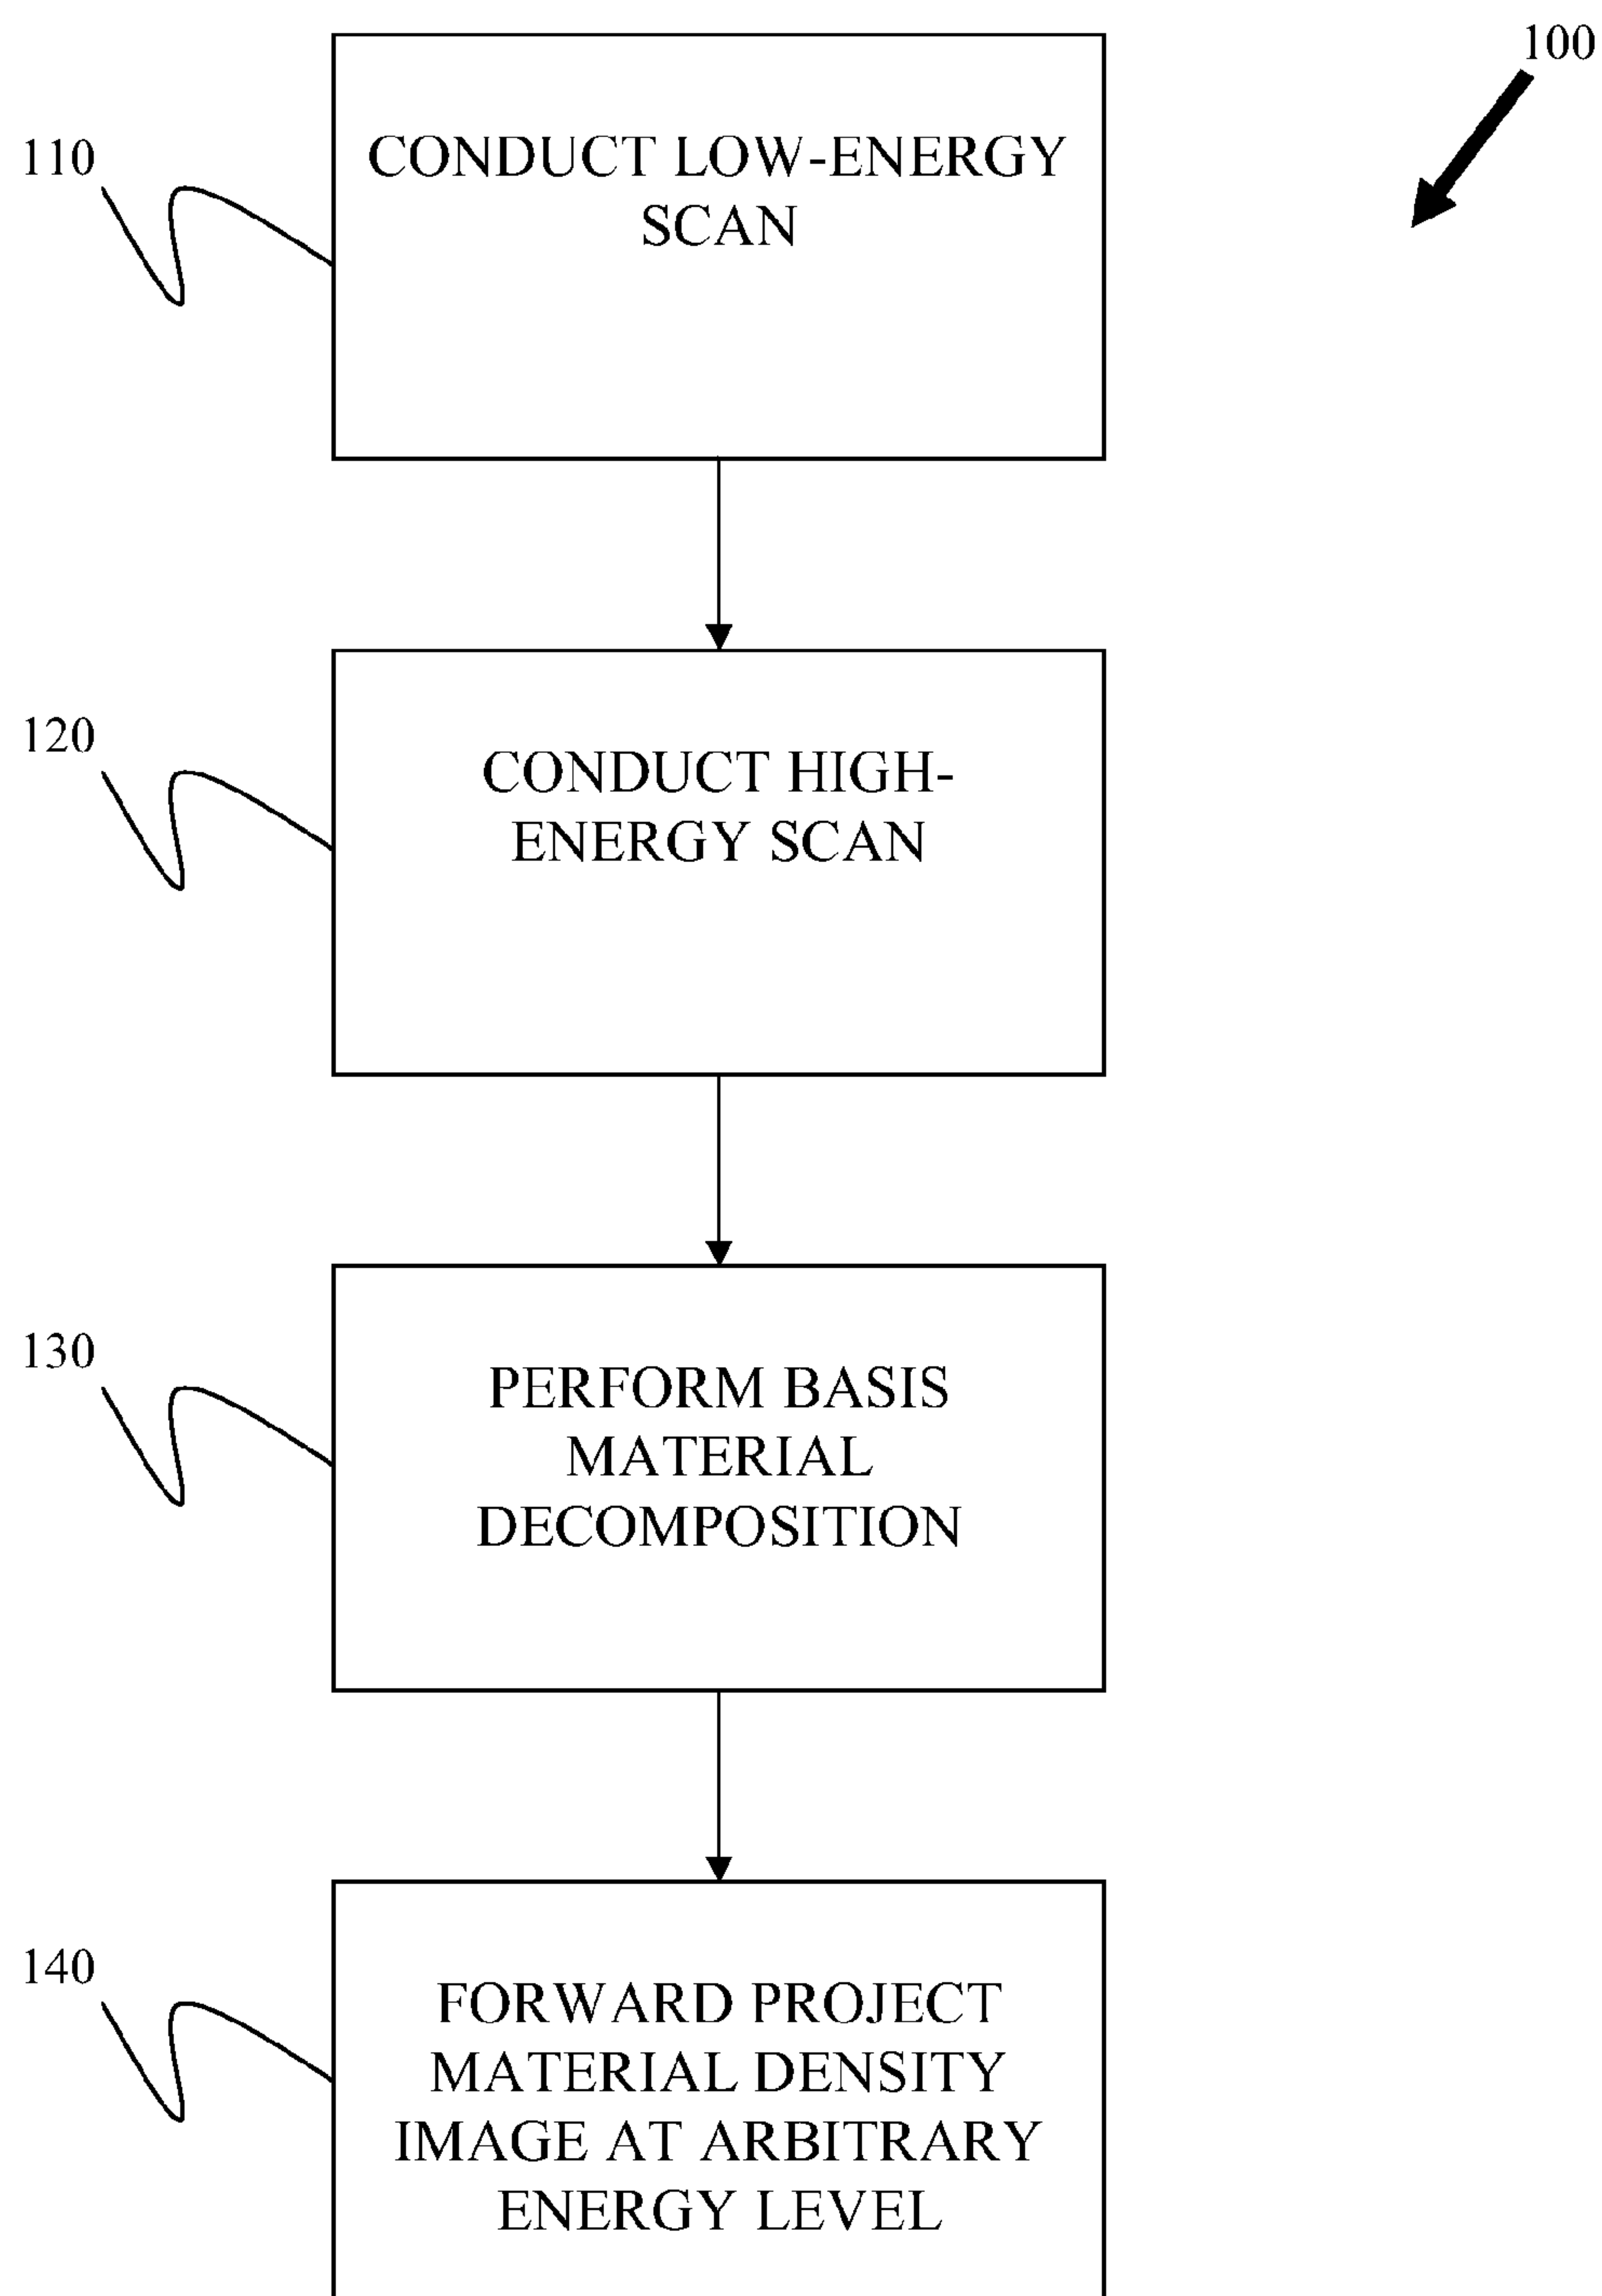 100
110
CONDUCT LOW-ENERGY
SCAN
120
CONDUCT HIGH-
ENERGY SCAN
130
PERFORM BASIS
MATERIAL
DECOMPOSITION
140
FORWARD PROJECT
MATERIAL DENSITY
IMAGE AT ARBITRARY
ENERGY LEVEL